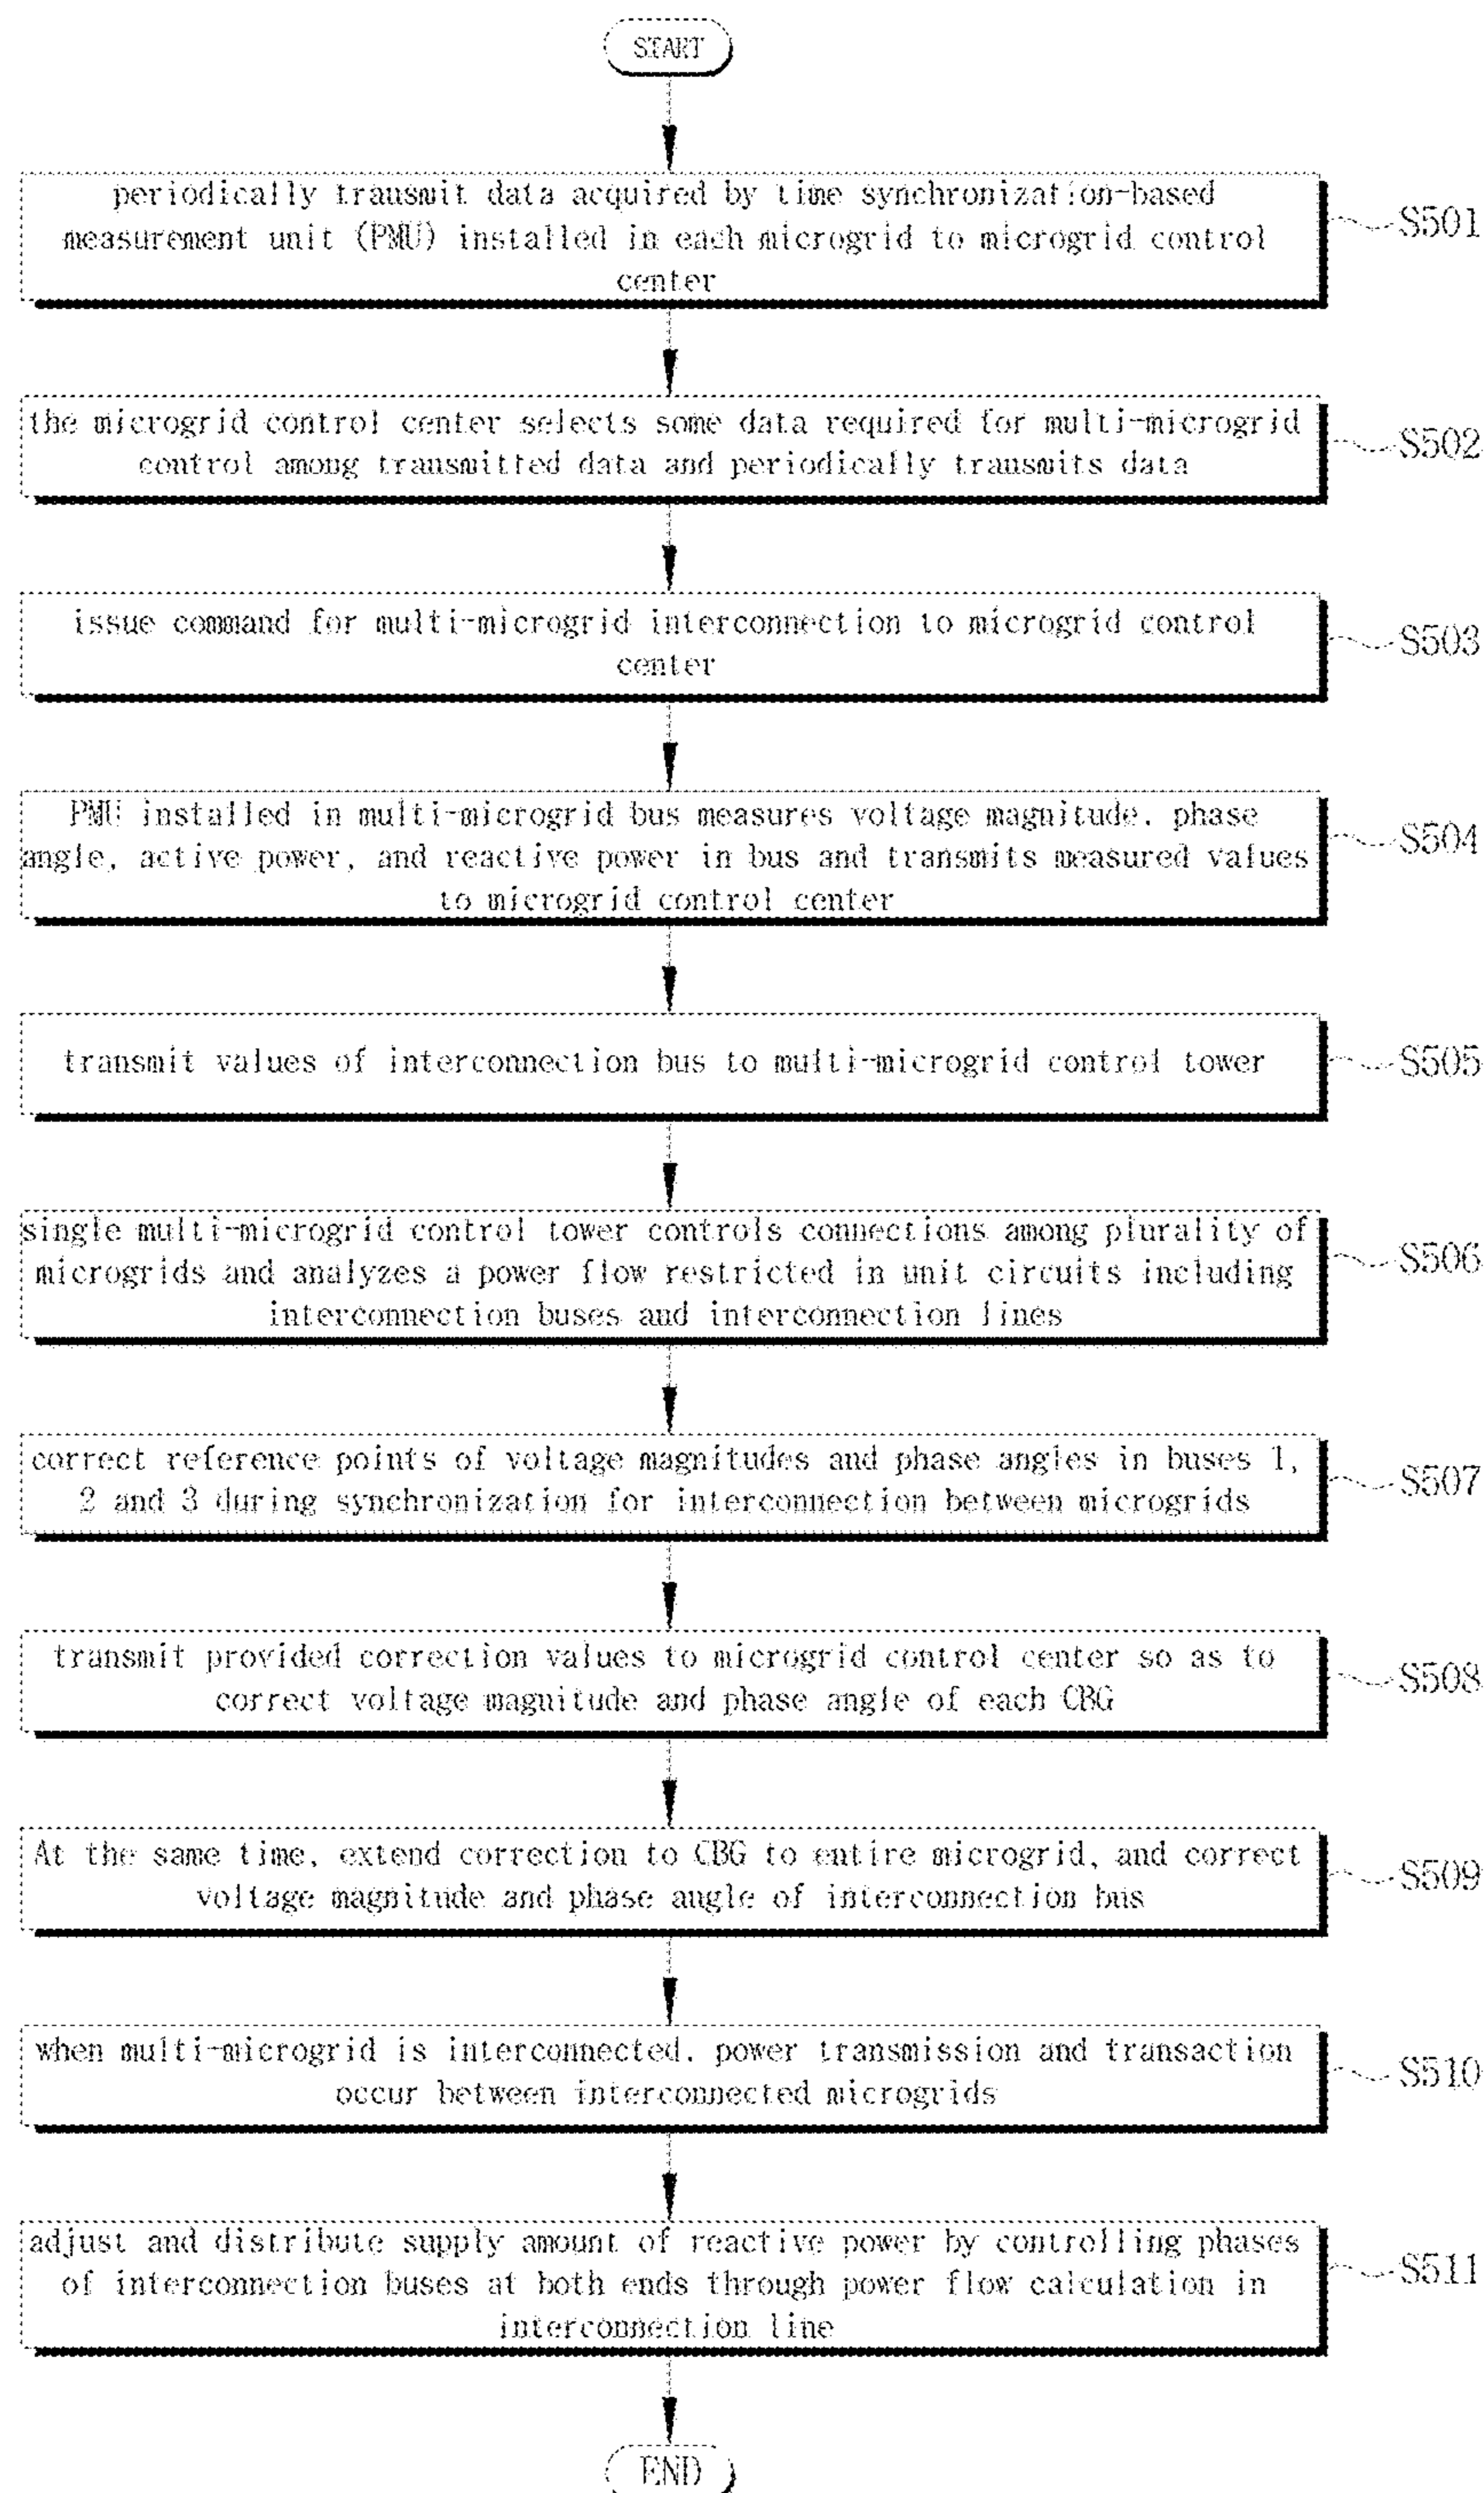 START
periodically transmit data acquired by time synchronization-based
measurement unit (PMU) installed in each microgrid to microgrid control
center
S501
the microgrid control center selects some data required for multi-microgrid
control among transmitted data and periodically transmits data
S502
issue command for multi-microgrid interconnection to microgrid control
center
S503
PMU installed in multi-microgrid bus measures voltage magnitude, phase
angle, active power, and reactive power in bus and transmits measured values
to microgrid control center
S504
transmit values of interconnection bus to multi-microgrid control tower
S505
single multi-microgrid control tower controls connections among plurality of
microgrids and analyzes a power flow restricted in unit circuits including
interconnection buses and interconnection lines
S506
correct reference points of voltage magnitudes and phase angles in buses 1,
2 and 3 during synchronization for interconnection between microgrids
S507
transmit provided correction values to microgrid control center so as to
correct voltage magnitude and phase angle of each CBG
S508
At the same time, extend correction to CBG to entire microgrid, and correct
voltage magnitude and phase angle of interconnection bus
S509
when multi-microgrid is interconnected, power transmission and transaction
occur between interconnected microgrids
S510
adjust and distribute supply amount of reactive power by controlling phases
of interconnection buses at both ends through power flow calculation in
interconnection line
S511
END